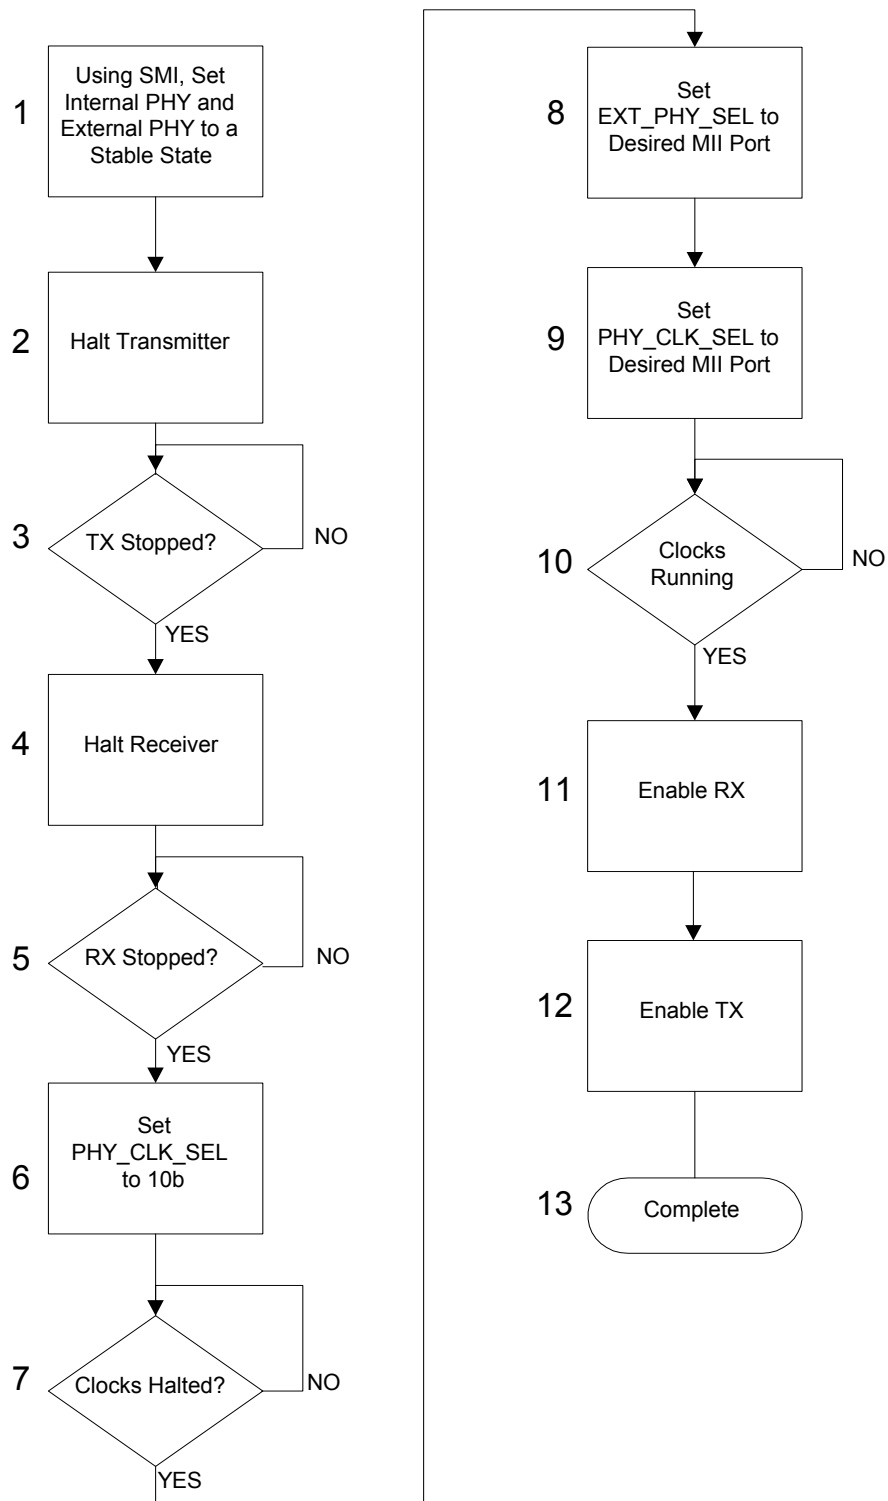 1
Using SMI, Set
Internal PHY and
External PHY to a
Stable State
2
Halt Transmitter
3
TX Stopped?
NO
YES
4
Halt Receiver
5
RX Stopped?
NO
YES
6
Set
PHY_CLK_SEL
to 10b
7
Clocks Halted?
NO
YES
8
Set
EXT_PHY_SEL to
Desired MII Port
9
Set
PHY_CLK_SEL to
Desired MII Port
10
Clocks
Running
NO
YES
11
Enable RX
12
Enable TX
13
Complete